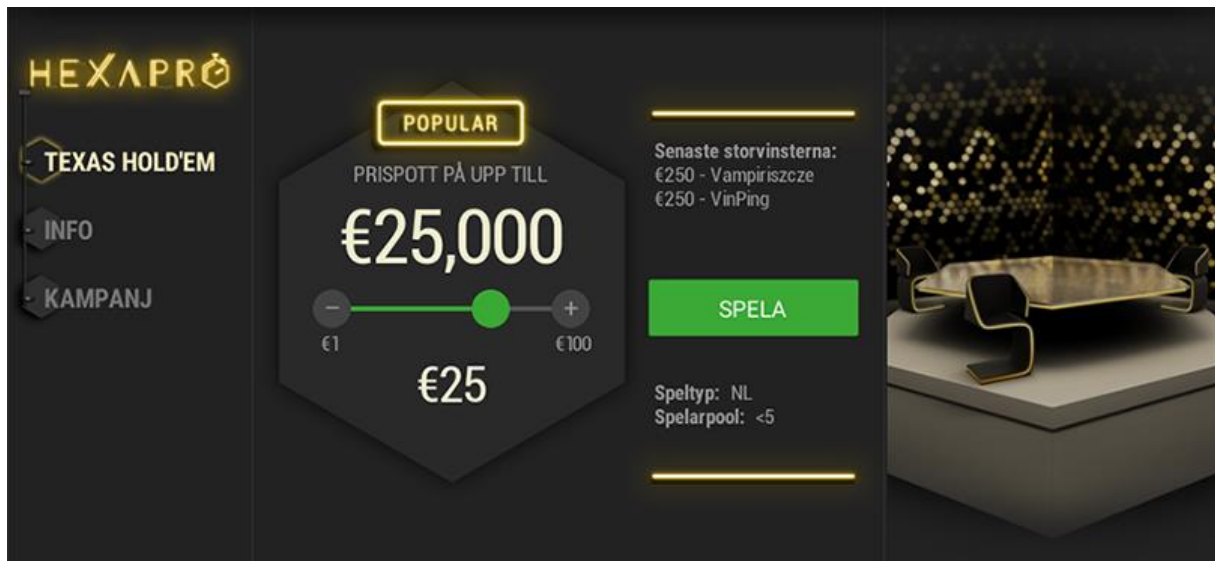 HEXAPRO
TEXAS HOLD'EM
INFO
KAMPANJ
POPULAR
PRISPOTT PÅ UPP TILL
€25,000
−
+
€1
€100
€25
Senaste storvinsterna:
€250 - Vampiriszcze
€250 - VinPing
SPELA
Speltyp: NL
Spelarpool: <5